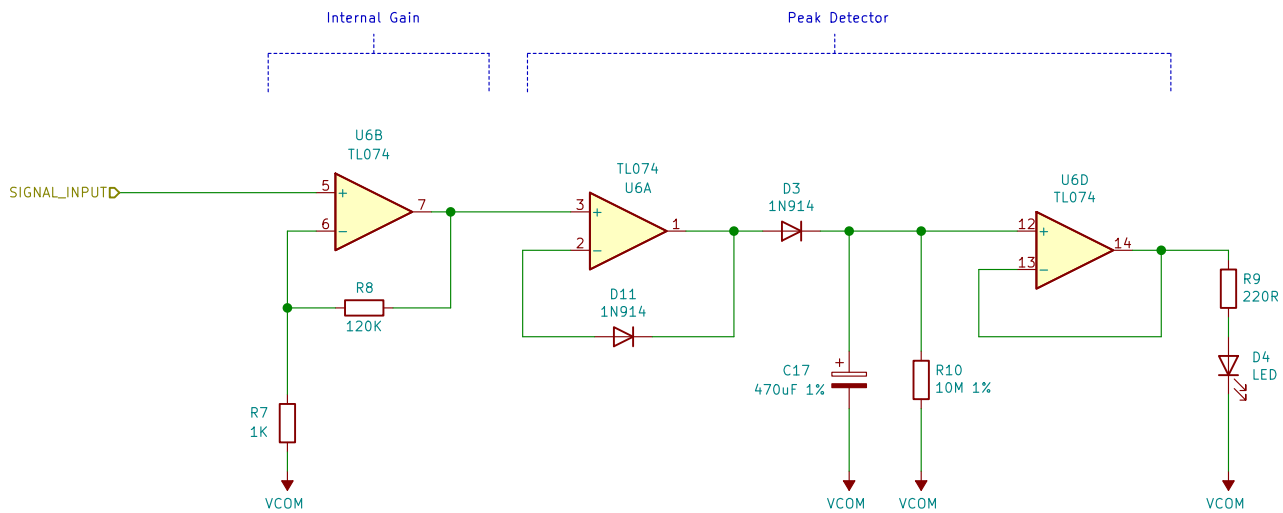 Internal Gain
Peak Detector
U6B
TL074
SIGNAL_INPUT
5
+
6
−
7
R8
120K
R7
1K
VCOM
TL074
U6A
3
+
2
−
1
D11
1N914
D3
1N914
C17
470uF 1%
+
VCOM
R10
10M 1%
VCOM
U6D
TL074
12
+
13
−
14
R9
220R
D4
LED
VCOM